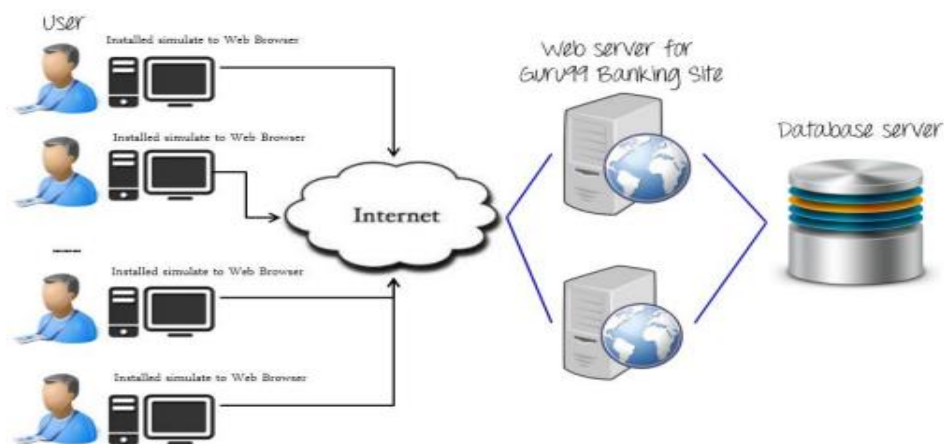 User
Installed simulate to Web Browser
Installed simulate to Web Browser
Installed simulate to Web Browser
Installed simulate to Web Browser
Internet
Web server for
Guru99 Banking Site
Database server